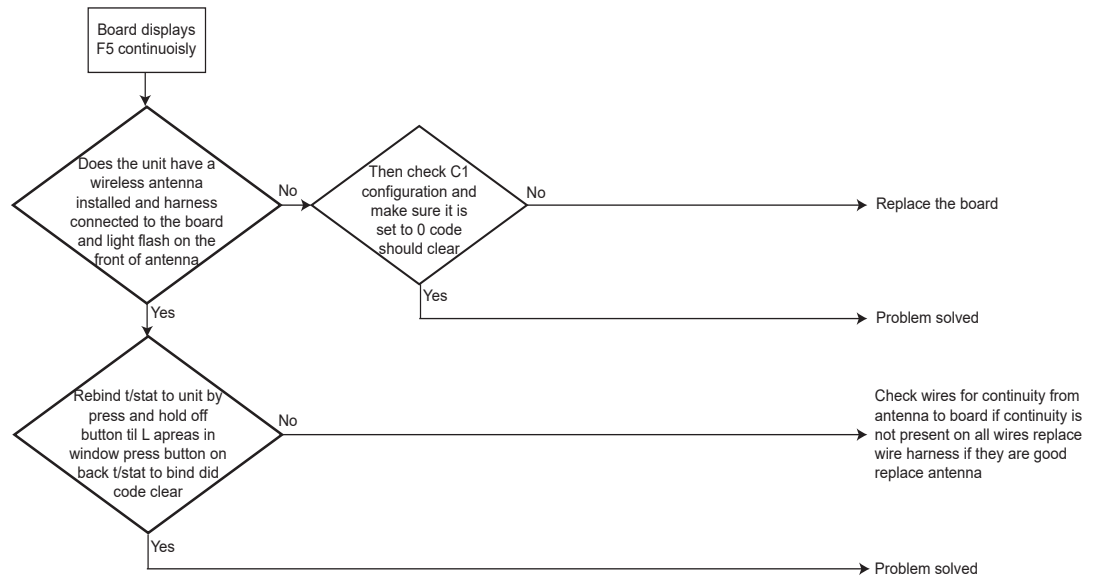 Board displays
F5 continuoisly
Does the unit have a
wireless antenna
installed and harness
connected to the board
and light flash on the
front of antenna
No
Then check C1
configuration and
make sure it is
set to 0 code
should clear
No
Replace the board
Yes
Problem solved
Yes
Rebind t/stat to unit by
press and hold off
button til L apreas in
window press button on
back t/stat to bind did
code clear
No
Check wires for continuity from
antenna to board if continuity is
not present on all wires replace
wire harness if they are good
replace antenna
Yes
Problem solved